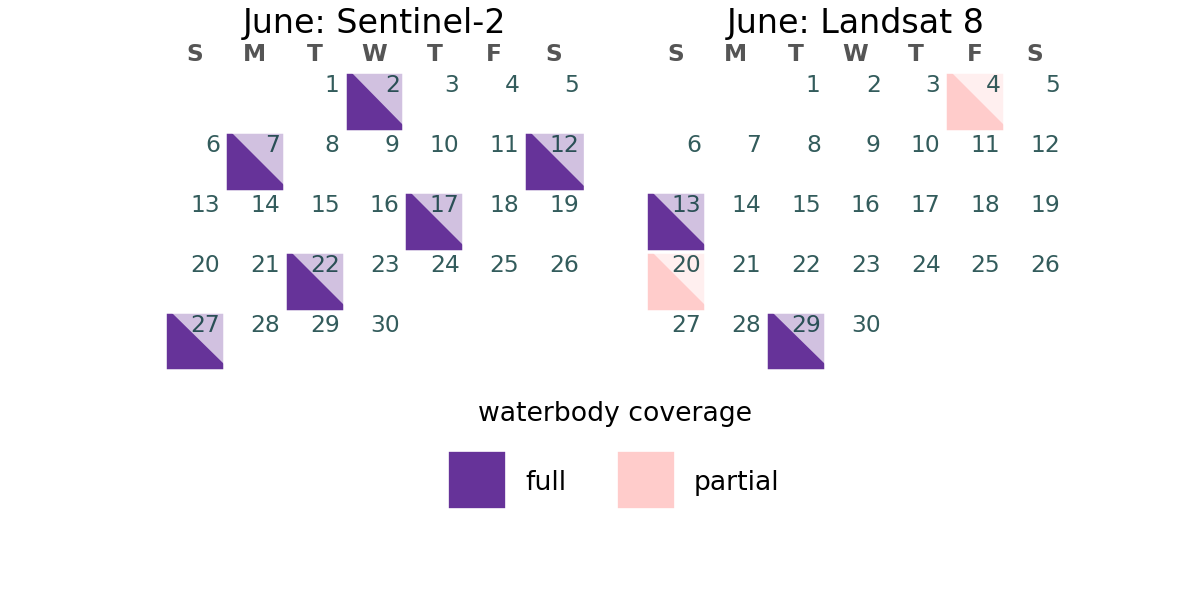 June: Sentinel-2
S M T W T F S
1 2 3 4 5
6 7 8 9 10 11 12
13 14 15 16 17 18 19
20 21 22 23 24 25 26
27 28 29 30
June: Landsat 8
S M T W T F S
1 2 3 4 5
6 7 8 9 10 11 12
13 14 15 16 17 18 19
20 21 22 23 24 25 26
27 28 29 30
waterbody coverage
full partial